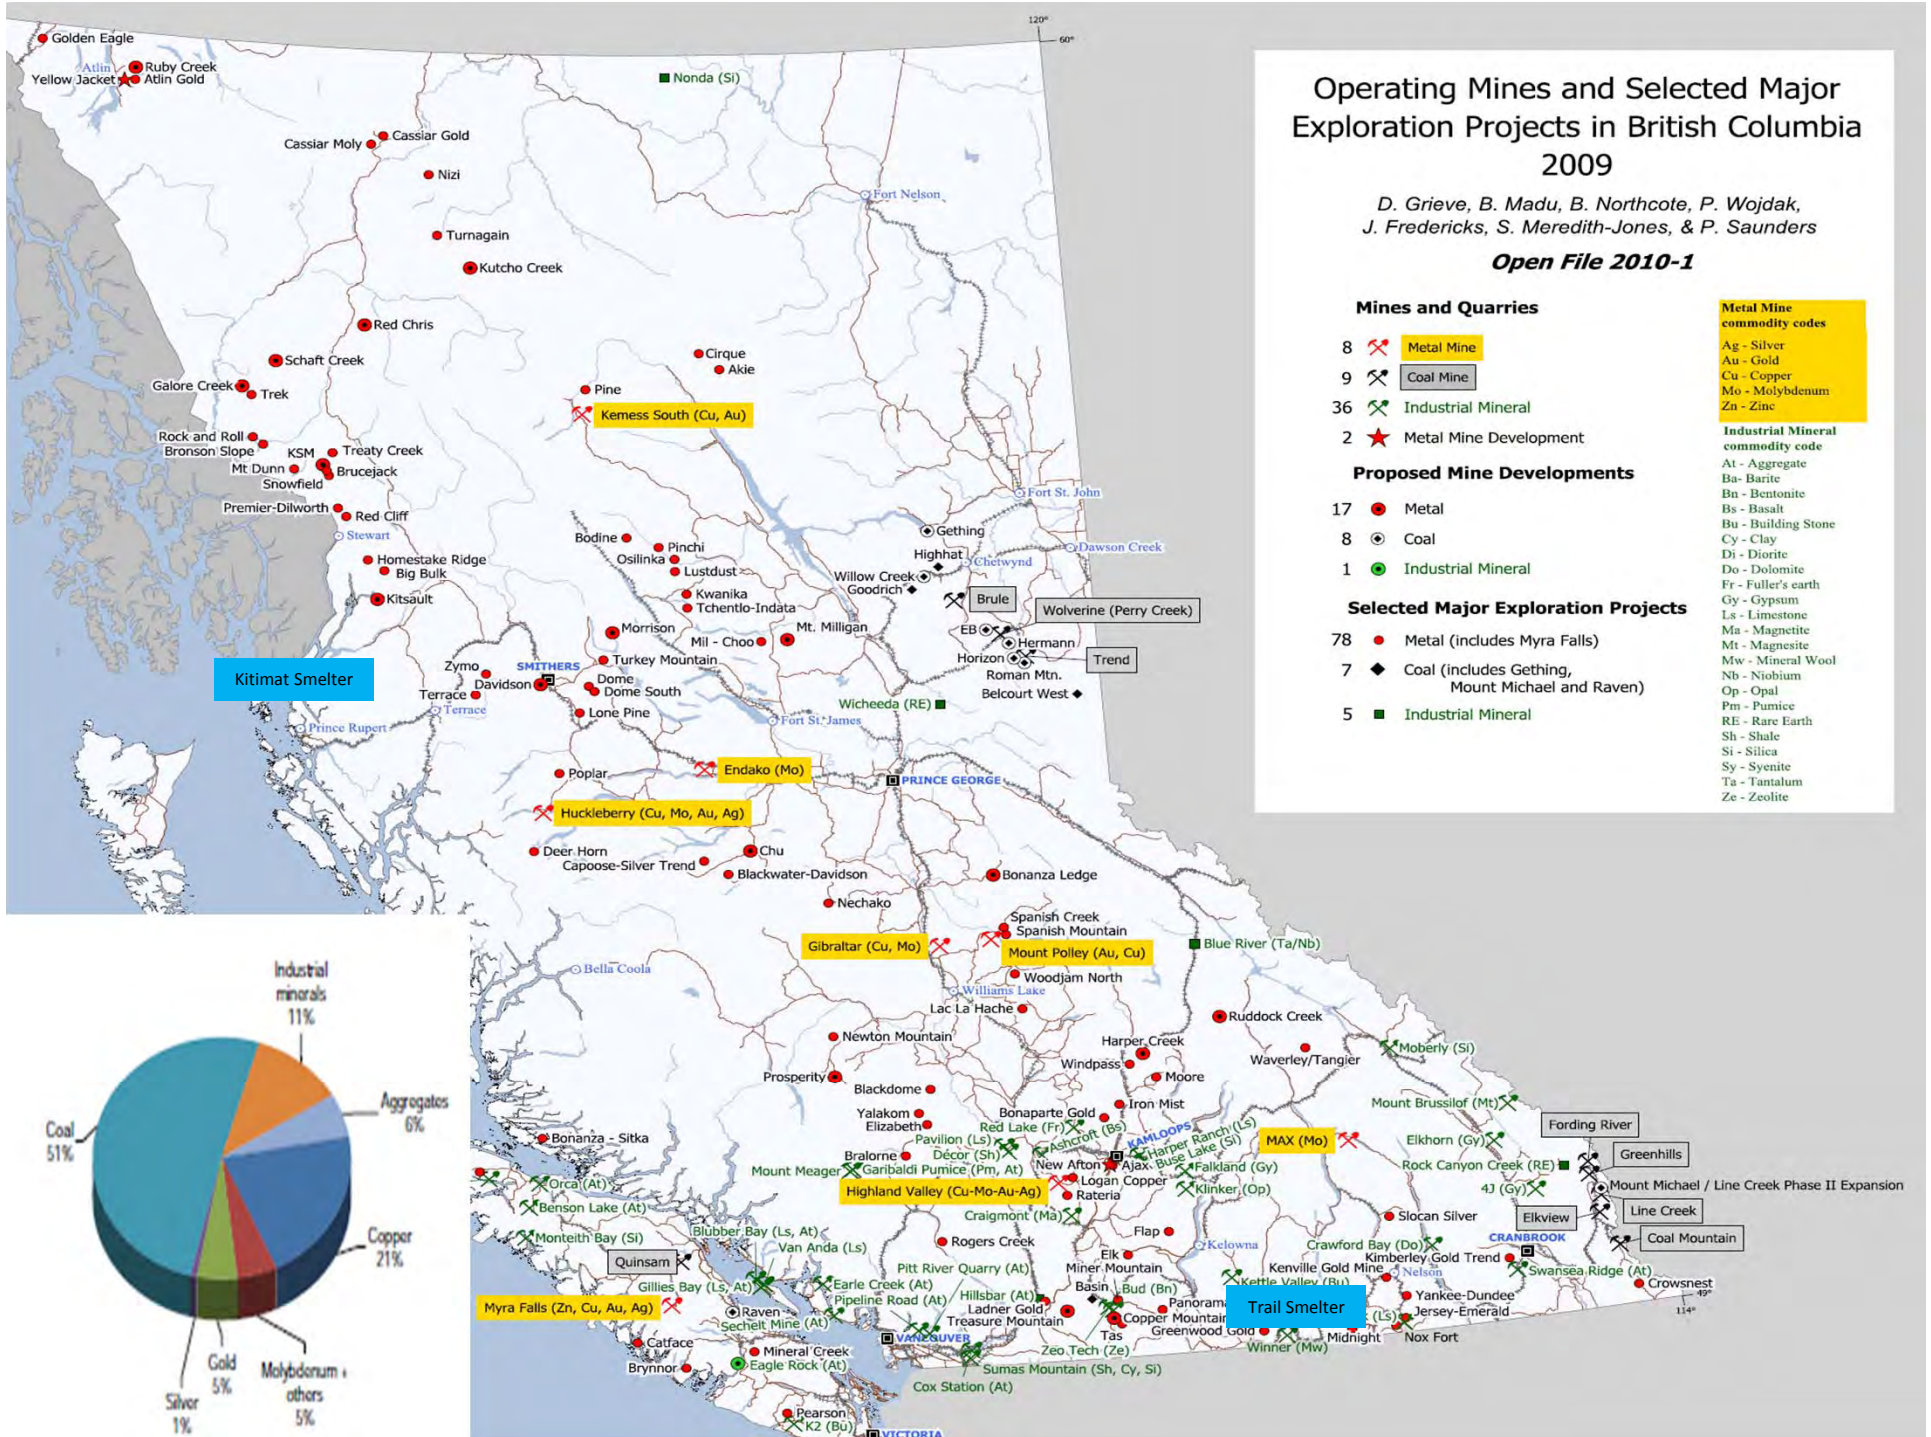 120°
60°
Golden Eagle
Atlin
Ruby Creek
Yellow Jacket
Atlin Gold
Nonda (Si)
Cassiar Gold
Cassiar Moly
Nizi
Fort Nelson
Turnagain
Kutcho Creek
Red Chris
Schaft Creek
Cirque
Akie
Galore Creek
Trek
Pine
Kemess South (Cu, Au)
Rock and Roll
Bronson Slope
KSM
Treaty Creek
Mt Dunn
Brucejack
Snowfield
Premier-Dilworth
Red Cliff
Stewart
Fort St. John
Gething
Bodine
Pinchi
Highhat
Dawson Creek
Homestake Ridge
Osilinka
Chetwynd
Big Bulk
Lustdust
Willow Creek
Goodrich
Kitsault
Kwanika
Tchentlo-Indata
Brule
Wolverine (Perry Creek)
Morrison
Mt. Milligan
Mil - Choo
EB
Hermann
Turkey Mountain
Horizon
Trend
Zymo
SMITHERS
Roman Mtn.
Kitimat Smelter
Davidson
Dome
Dome South
Belcourt West
Terrace
Terrace
Lone Pine
Wicheeda (RE)
Prince Rupert
Fort St. James
Poplar
Endako (Mo)
PRINCE GEORGE
Huckleberry (Cu, Mo, Au, Ag)
Deer Horn
Chu
Capoose-Silver Trend
Blackwater-Davidson
Bonanza Ledge
Nechako
Spanish Creek
Spanish Mountain
Gibraltar (Cu, Mo)
Mount Polley (Au, Cu)
Blue River (Ta/Nb)
Bella Coola
Woodjam North
Williams Lake
Lac La Hache
Ruddock Creek
Newton Mountain
Harper Creek
Waverley/Tangier
Moberly (Si)
Windpass
Prosperity
Moore
Blackdome
Iron Mist
Mount Brussilof (Mt)
Yalakom
Bonaparte Gold
Elizabeth
Red Lake (Fr)
Fording River
Ashcroft (Bs)
KAMLOOPS
Harper Ranch (Ls)
Bonanza - Sitka
Pavilion (Ls)
MAX (Mo)
Elkhorn (Gy)
Décor (Sh)
Buse Lake (Si)
Greenhills
Bralorne
New Afton
Ajax
Rock Canyon Creek (RE)
Mount Meager
Garibaldi Pumice (Pm, At)
Falkland (Gy)
Logan Copper
Mount Michael / Line Creek Phase II Expansion
Orca (At)
Highland Valley (Cu-Mo-Au-Ag)
Rateria
Klinker (Op)
4J (Gy)
Benson Lake (At)
Craigmont (Ma)
Slocan Silver
Elkview
Line Creek
Monteith Bay (Si)
Blubber Bay (Ls, At)
Flap
CRANBROOK
Coal Mountain
Van Anda (Ls)
Rogers Creek
Kelowna
Crawford Bay (Do)
Quinsam
Elk
Kimberley Gold Trend
Pitt River Quarry (At)
Miner Mountain
Kenville Gold Mine
Nelson
Swansea Ridge (At)
Gillies Bay (Ls, At)
Earle Creek (At)
Basin
Bud (Bn)
Kettle Valley (Bu)
Crowsnest
Hillsbar (At)
Yankee-Dundee
49°
Myra Falls (Zn, Cu, Au, Ag)
Pipeline Road (At)
Ladner Gold
Panorama
Trail Smelter
Jersey-Emerald
114°
Raven
Treasure Mountain
Copper Mountain
(Ls)
Sechelt Mine (At)
Tas
Greenwood Gold
Midnight
Nox Fort
VANCOUVER
Catface
Zeo Tech (Ze)
Winner (Mw)
Mineral Creek
Brynnor
Eagle Rock (At)
Sumas Mountain (Sh, Cy, Si)
Cox Station (At)
Pearson
K2 (Bu)
VICTORIA
Operating Mines and Selected Major
Exploration Projects in British Columbia
2009
D. Grieve, B. Madu, B. Northcote, P. Wojdak,
J. Fredericks, S. Meredith-Jones, & P. Saunders
Open File 2010-1
Mines and Quarries
8 Metal Mine
9 Coal Mine
36 Industrial Mineral
2 Metal Mine Development
Proposed Mine Developments
17 Metal
8 Coal
1 Industrial Mineral
Selected Major Exploration Projects
78 Metal (includes Myra Falls)
7 Coal (includes Gething,
Mount Michael and Raven)
5 Industrial Mineral
Metal Mine
commodity codes
Ag - Silver
Au - Gold
Cu - Copper
Mo - Molybdenum
Zn - Zinc
Industrial Mineral
commodity code
At - Aggregate
Ba- Barite
Bn - Bentonite
Bs - Basalt
Bu - Building Stone
Cy - Clay
Di - Diorite
Do - Dolomite
Fr - Fuller's earth
Gy - Gypsum
Ls - Limestone
Ma - Magnetite
Mt - Magnesite
Mw - Mineral Wool
Nb - Niobium
Op - Opal
Pm - Pumice
RE - Rare Earth
Sh - Shale
Si - Silica
Sy - Syenite
Ta - Tantalum
Ze - Zeolite
Industrial
minerals
11%
Aggregates
6%
Coal
51%
Copper
21%
Gold
5%
Molybdenum +
others
5%
Silver
1%